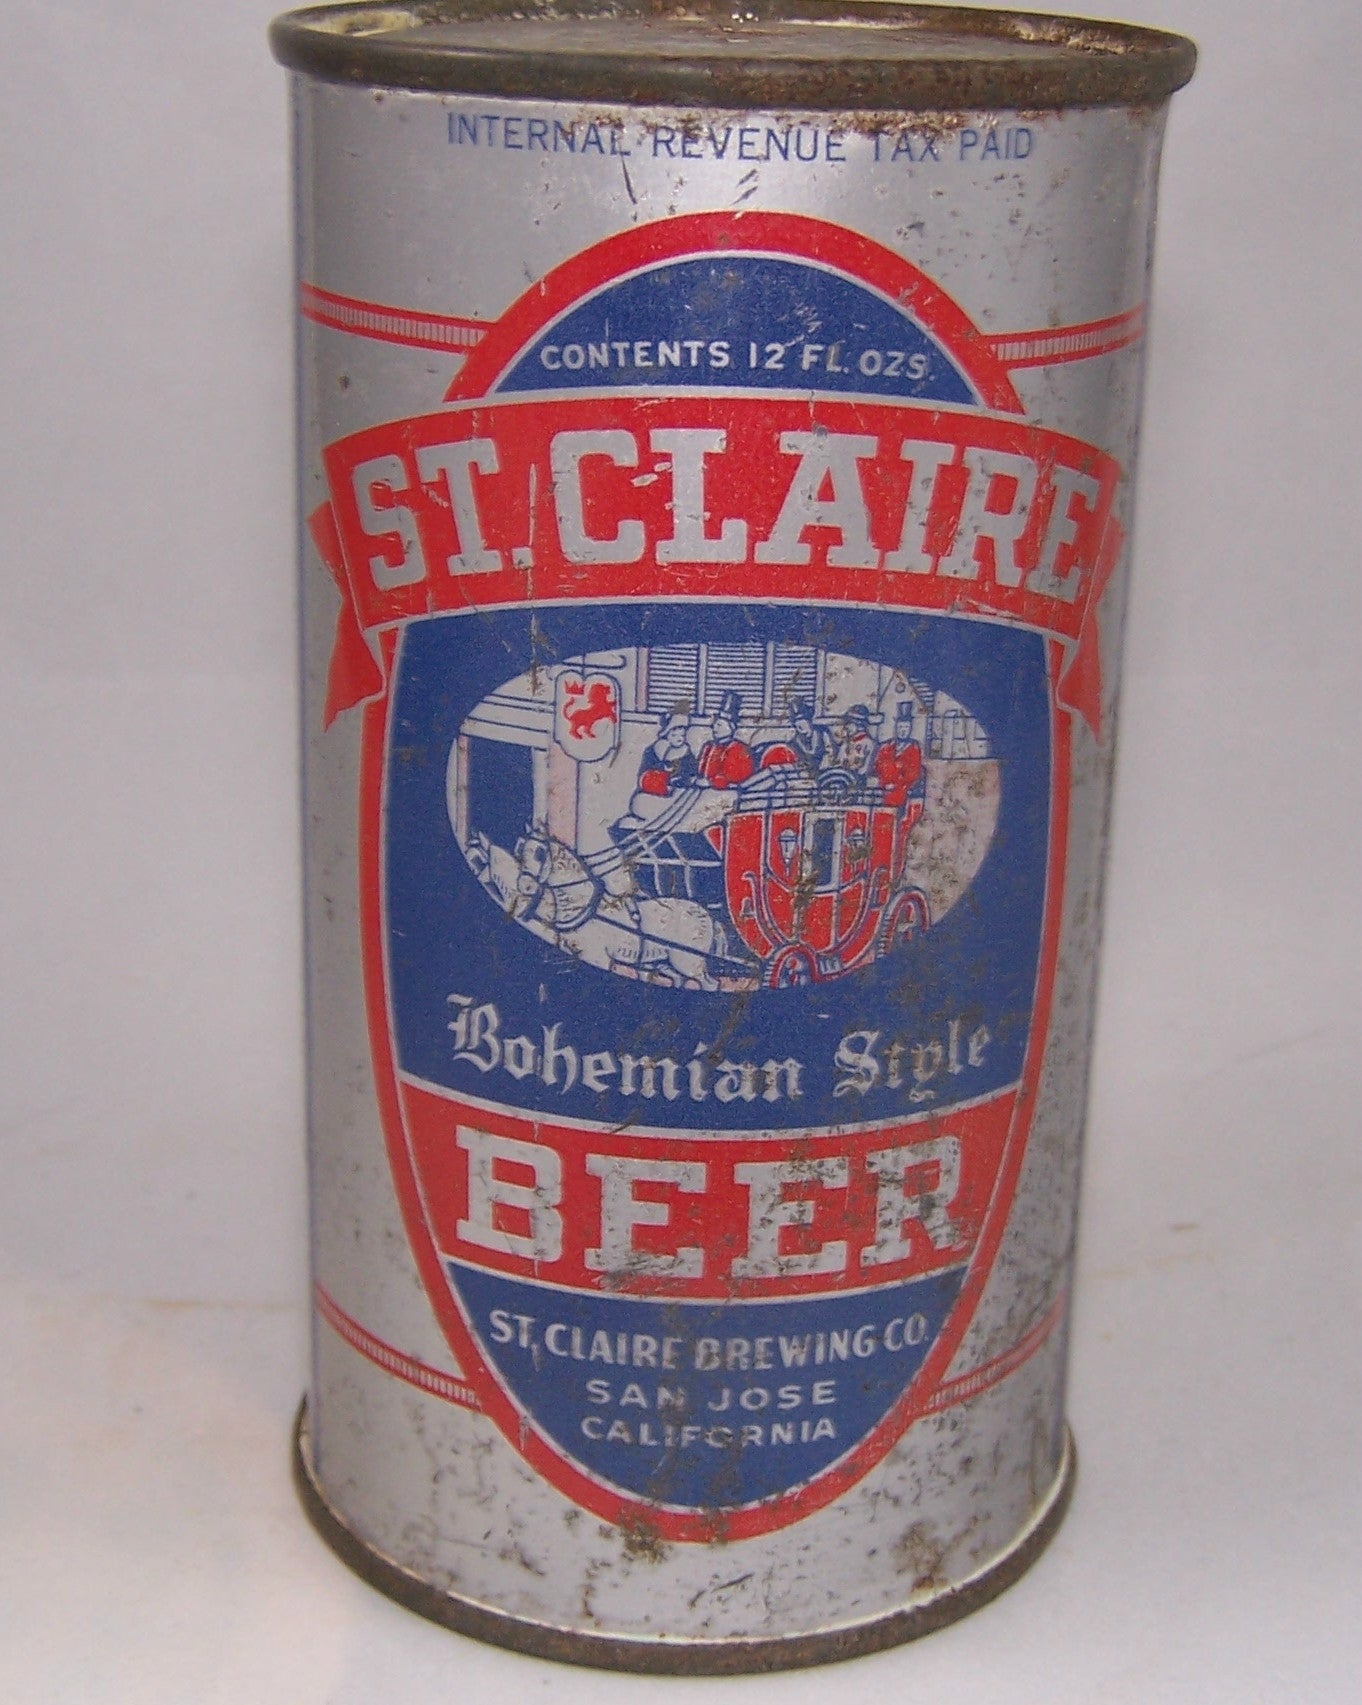 INTERNAL REVENUE TAX PAID
CONTENTS 12 FL. OZS.
ST. CLAIRE
Bohemian Style
BEER
ST. CLAIRE BREWING CO.
SAN JOSE
CALIFORNIA